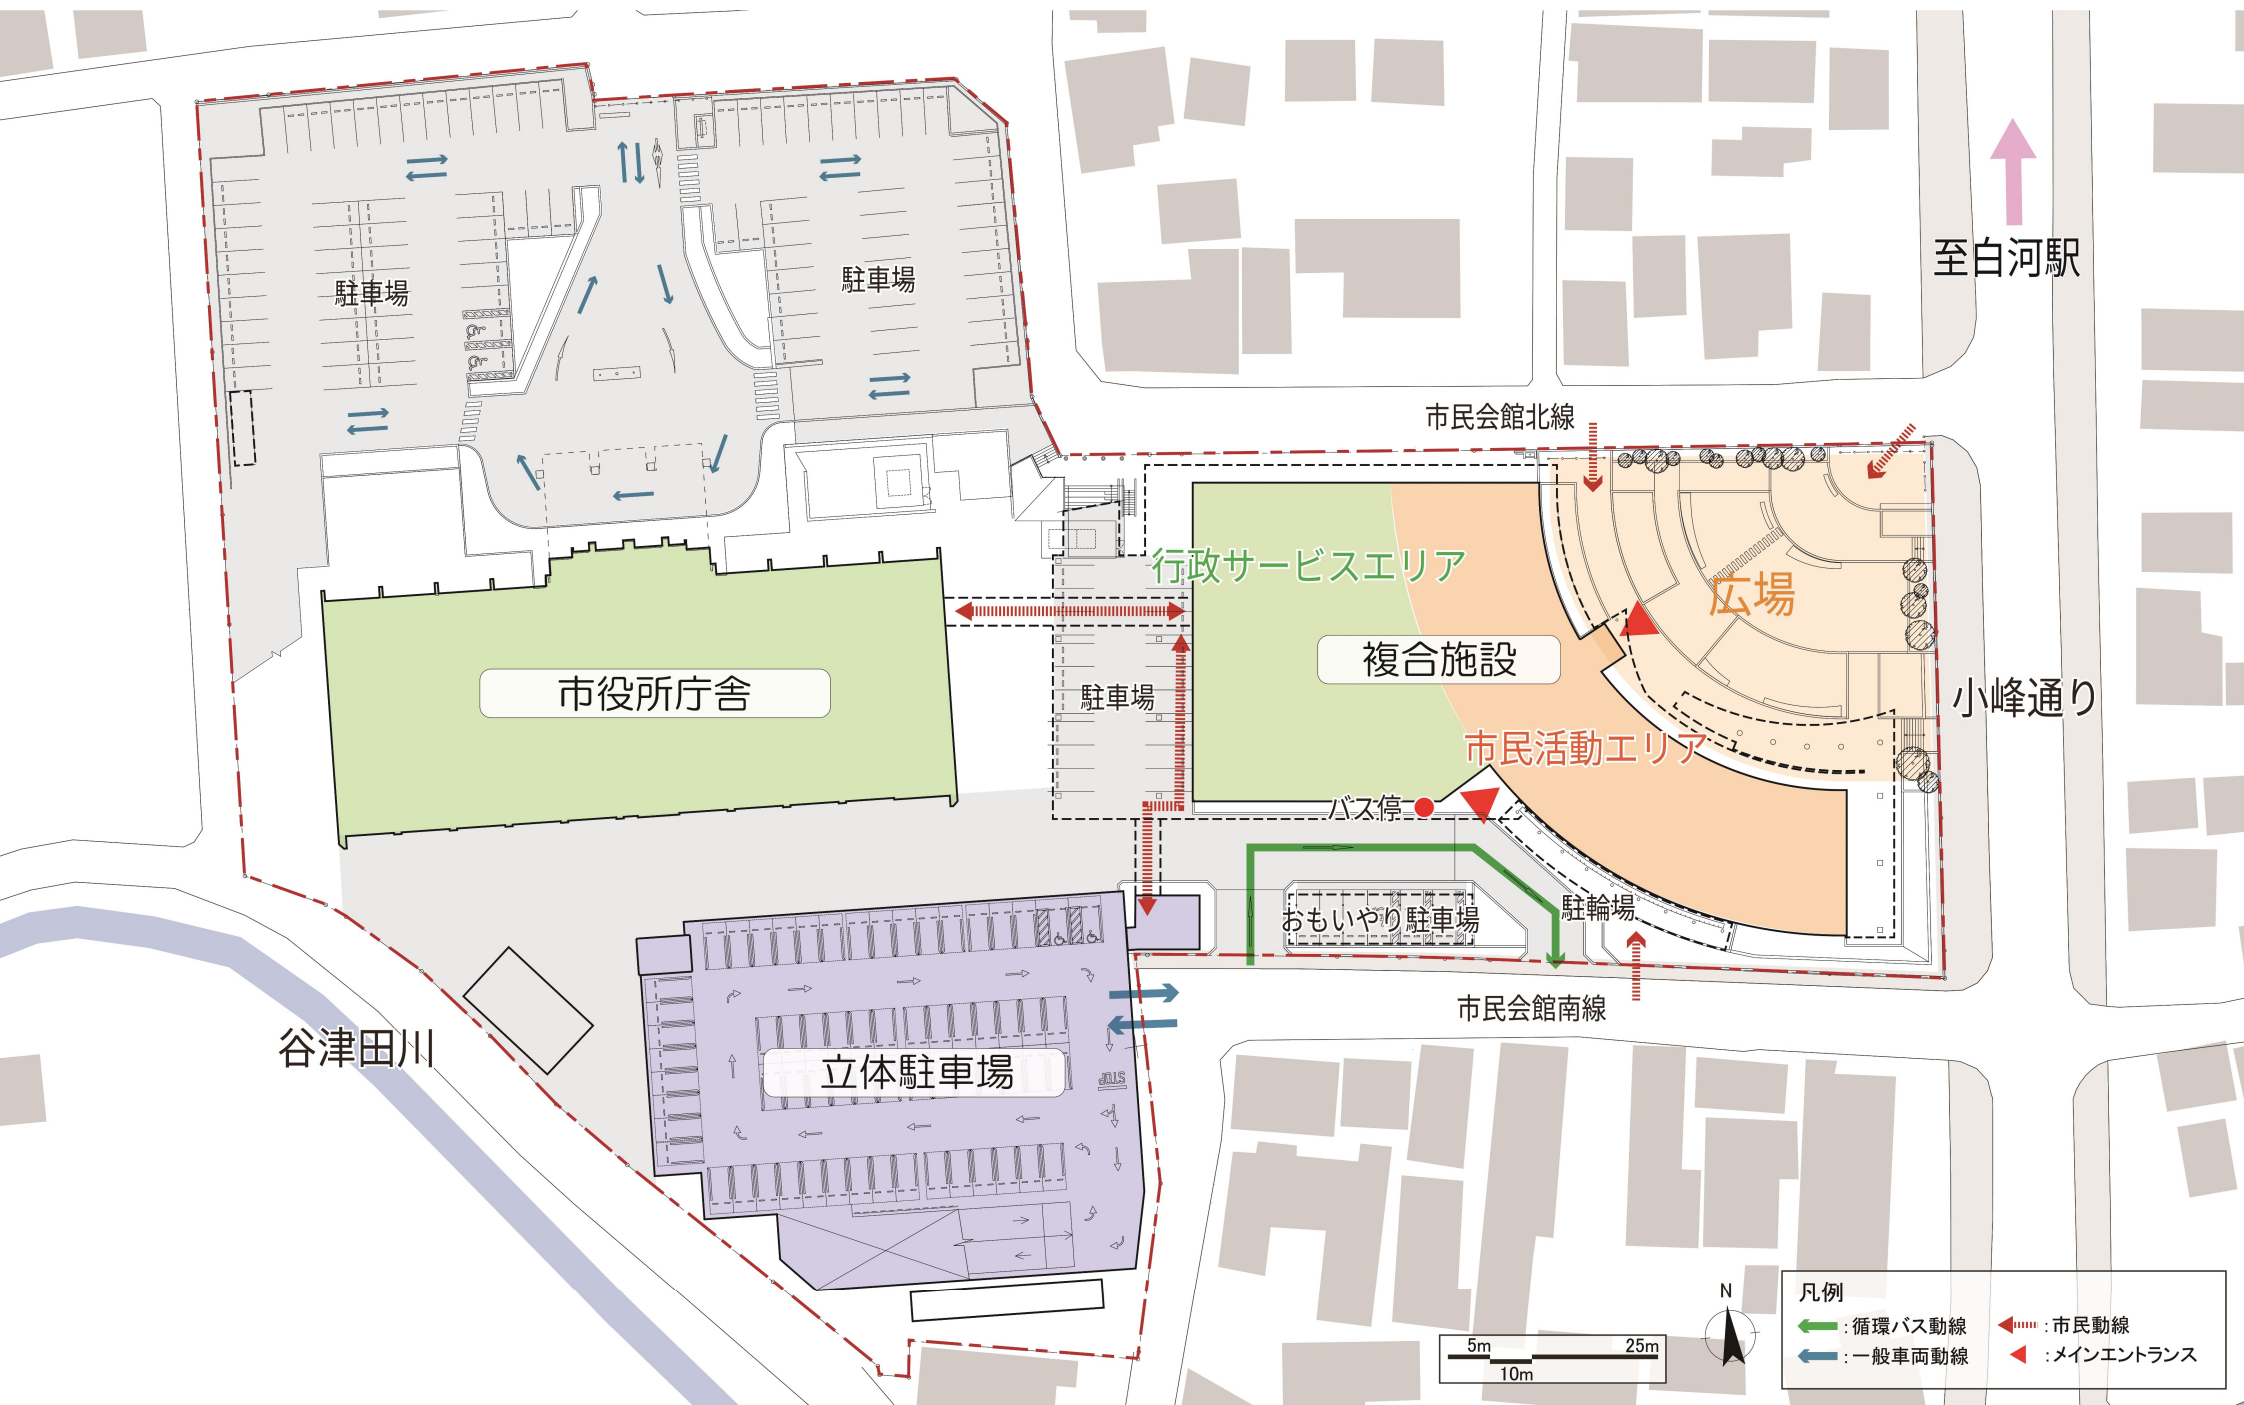 駐車場
駐車場
至白河駅
市民会館北線
行政サービスエリア
広場
複合施設
市役所庁舎
駐車場
小峰通り
市民活動エリア
バス停
おもいやり駐車場
駐輪場
市民会館南線
谷津田川
立体駐車場
STOP
N
凡例
:循環バス動線
:市民動線
:一般車両動線
:メインエントランス
5m
25m
10m